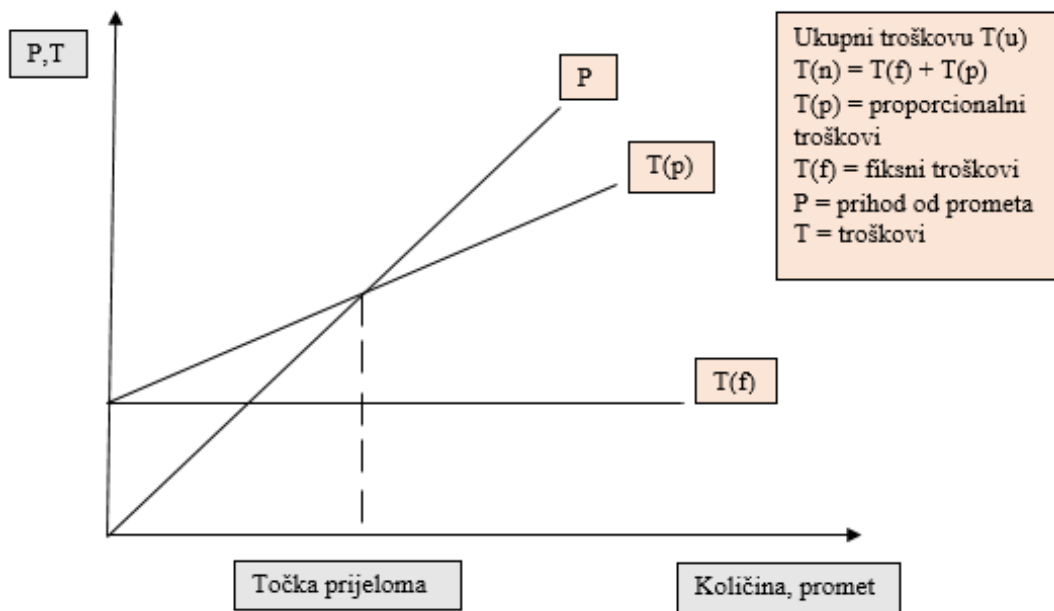 P,T
P
T(p)
T(f)
Ukupni troškovu T(u)
T(n) = T(f) + T(p)
T(p) = proporcionalni
troškovi
T(f) = fiksni troškovi
P = prihod od prometa
T = troškovi
Točka prijeloma
Količina, promet